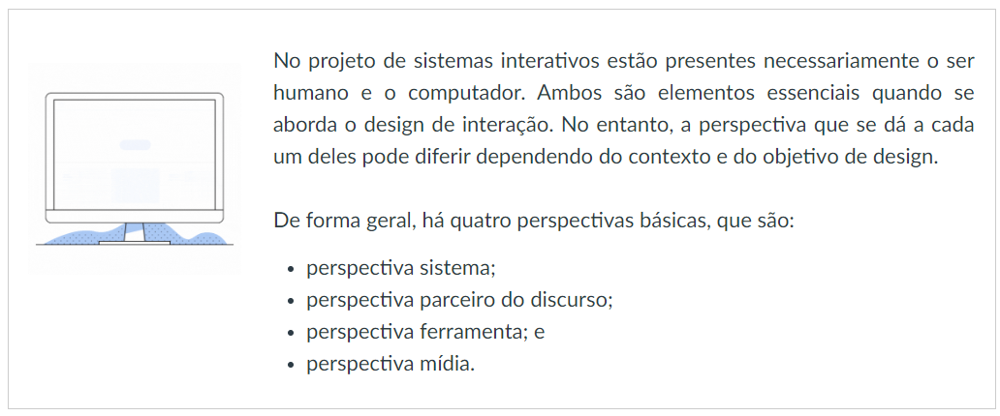 No projeto de sistemas interativos estão presentes necessariamente o ser
humano e o computador. Ambos são elementos essenciais quando se
aborda o design de interação. No entanto, a perspectiva que se dá a cada
um deles pode diferir dependendo do contexto e do objetivo de design.
De forma geral, há quatro perspectivas básicas, que são:
• perspectiva sistema;
• perspectiva parceiro do discurso;
• perspectiva ferramenta; e
• perspectiva mídia.